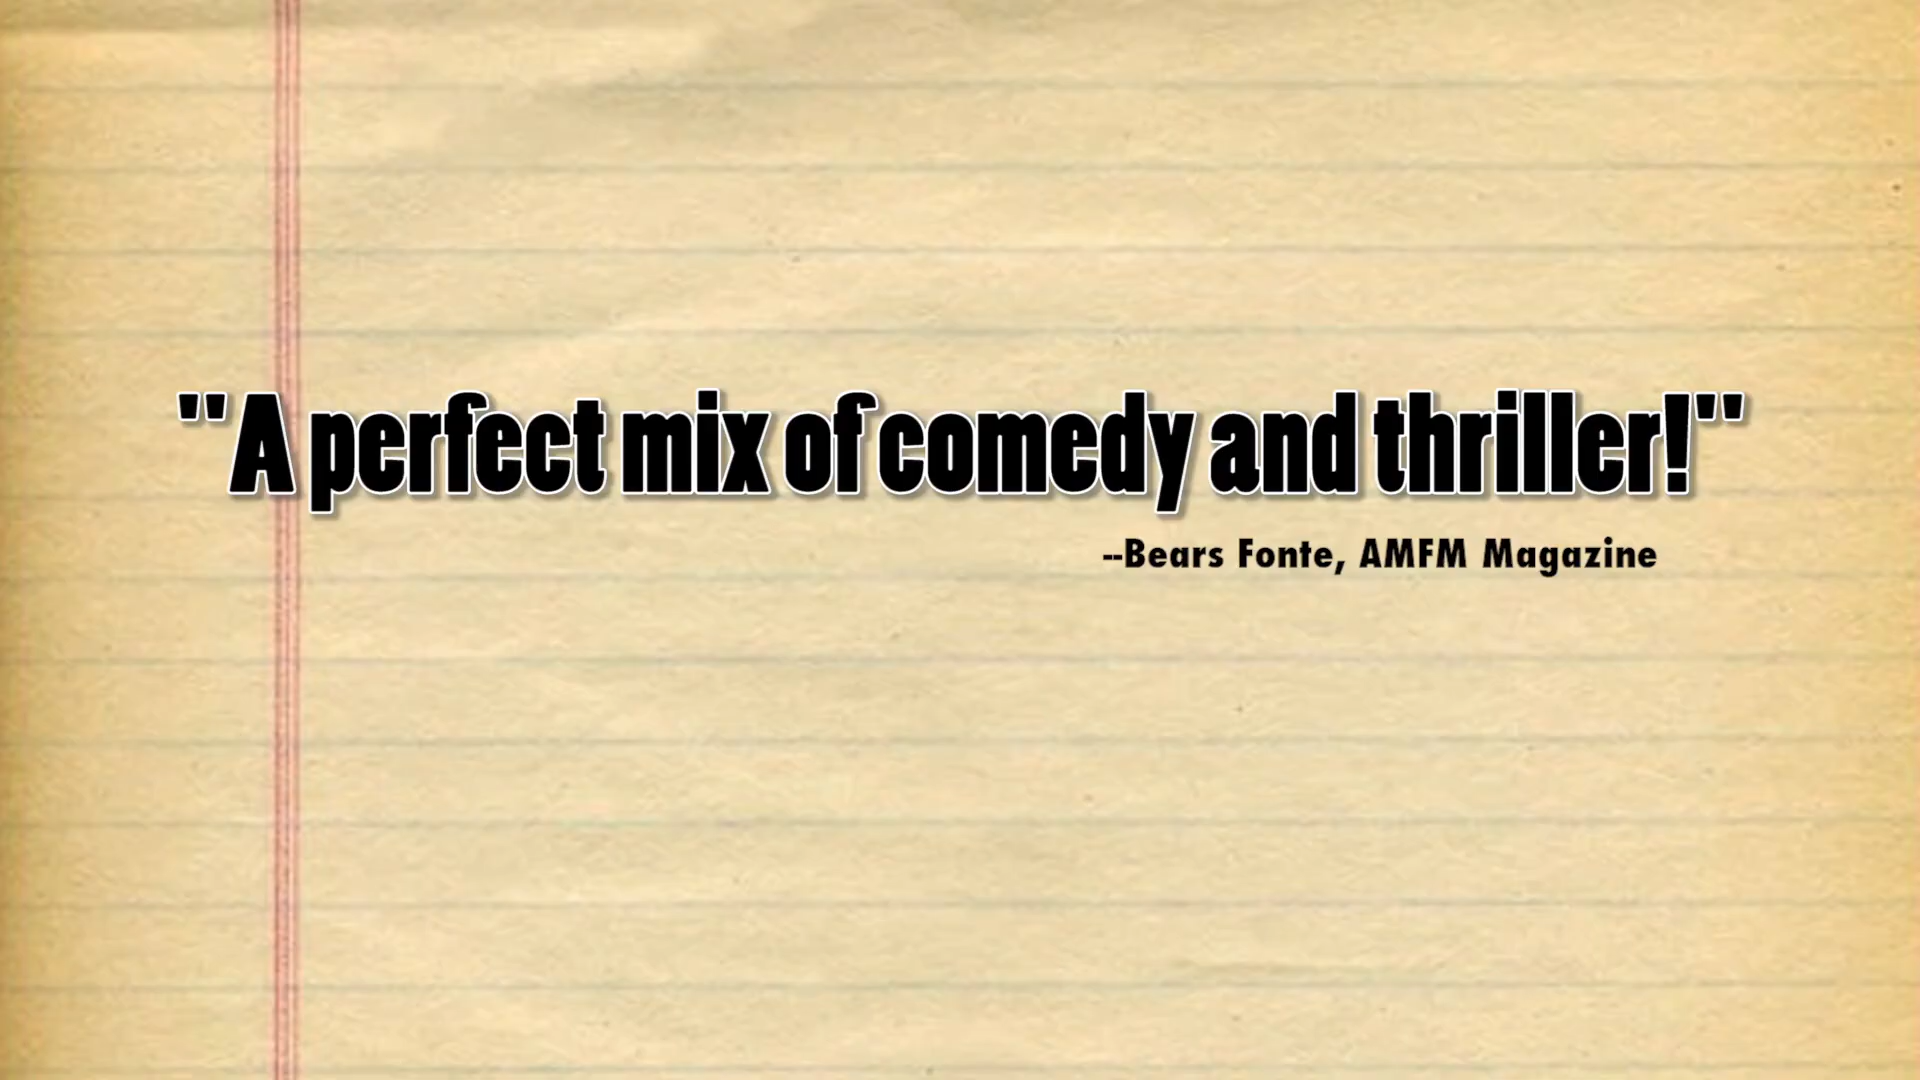 "A perfect mix of comedy and thriller!"
--Bears Fonte, AMFM Magazine